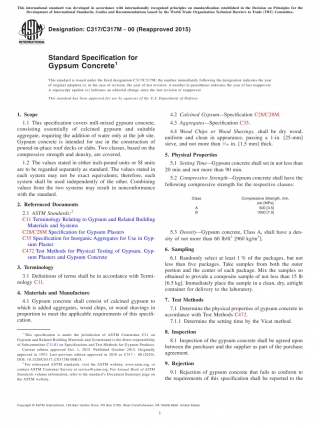 This international standard was developed in accordance with internationally recognized principles on standardization established in the Decision on Principles for the
Development of International Standards, Guides and Recommendations issued by the World Trade Organization Technical Barriers to Trade (TBT) Committee.
Designation: C317/C317M – 00 (Reapproved 2015)
INTERNATIONAL
Standard Specification for
Gypsum Concrete¹
This standard is issued under the fixed designation C317/C317M; the number immediately following the designation indicates the year
of original adoption or, in the case of revision, the year of last revision. A number in parentheses indicates the year of last reapproval.
A superscript epsilon (ε) indicates an editorial change since the last revision or reapproval.
This standard has been approved for use by agencies of the U.S. Department of Defense.
1. Scope
1.1 This specification covers mill-mixed gypsum concrete,
consisting essentially of calcined gypsum and suitable
aggregate, requiring the addition of water only at the job site.
Gypsum concrete is intended for use in the construction of
poured-in-place roof decks or slabs. Two classes, based on the
compressive strength and density, are covered.
1.2 The values stated in either inch-pound units or SI units
are to be regarded separately as standard. The values stated in
each system may not be exact equivalents; therefore, each
system shall be used independently of the other. Combining
values from the two systems may result in nonconformance
with the standard.
2. Referenced Documents
2.1 ASTM Standards:²
C11 Terminology Relating to Gypsum and Related Building
Materials and Systems
C28/C28M Specification for Gypsum Plasters
C35 Specification for Inorganic Aggregates for Use in Gyp-
sum Plaster
C472 Test Methods for Physical Testing of Gypsum, Gyp-
sum Plasters and Gypsum Concrete
3. Terminology
3.1 Definitions of terms shall be in accordance with Termi-
nology C11.
4. Materials and Manufacture
4.1 Gypsum concrete shall consist of calcined gypsum to
which is added aggregates, wood chips, or wood shavings in
proportion to meet the applicable requirements of this specifi-
cation.
¹ This specification is under the jurisdiction of ASTM Committee C11 on
Gypsum and Related Building Materials and Systems and is the direct responsibility
of Subcommittee C11.01 on Specifications and Test Methods for Gypsum Products.
Current edition approved Oct. 1, 2015. Published October 2015. Originally
approved in 1953. Last previous edition approved in 2010 as C317 – 00 (2010).
DOI: 10.1520/C0317_C0317M-00R15.
² For referenced ASTM standards, visit the ASTM website, www.astm.org, or
contact ASTM Customer Service at service@astm.org. For Annual Book of ASTM
Standards volume information, refer to the standard's Document Summary page on
the ASTM website.
4.2 Calcined Gypsum—Specification C28/C28M.
4.3 Aggregates—Specification C35.
4.4 Wood Chips or Wood Shavings, shall be dry wood,
uniform and clean in appearance, passing a 1-in. [25-mm]
sieve, and not more than 1⁄16 in. [1.5 mm] thick.
5. Physical Properties
5.1 Setting Time—Gypsum concrete shall set in not less than
20 min and not more than 90 min.
5.2 Compressive Strength—Gypsum concrete shall have the
following compressive strength for the respective classes:
Class Compressive Strength, min,
psi [MPa]
A 500 [3.5]
B 1000 [7.0]
5.3 Density—Gypsum concrete, Class A, shall have a den-
sity of not more than 60 lb/ft³ [960 kg/m³].
6. Sampling
6.1 Randomly select at least 1 % of the packages, but not
less than five packages. Take samples both from the outer
portion and the center of each package. Mix the samples so
obtained to provide a composite sample of not less than 15 lb
[6.5 kg]. Immediately place the sample in a clean, dry, airtight
container for delivery to the laboratory.
7. Test Methods
7.1 Determine the physical properties of gypsum concrete in
accordance with Test Methods C472.
7.1.1 Determine the setting time by the Vicat method.
8. Inspection
8.1 Inspection of the gypsum concrete shall be agreed upon
between the purchaser and the supplier as part of the purchase
agreement.
9. Rejection
9.1 Rejection of gypsum concrete that fails to conform to
the requirements of this specification shall be reported to the
Copyright © ASTM International, 100 Barr Harbor Drive, PO Box C700, West Conshohocken, PA 19428-2959. United States
1